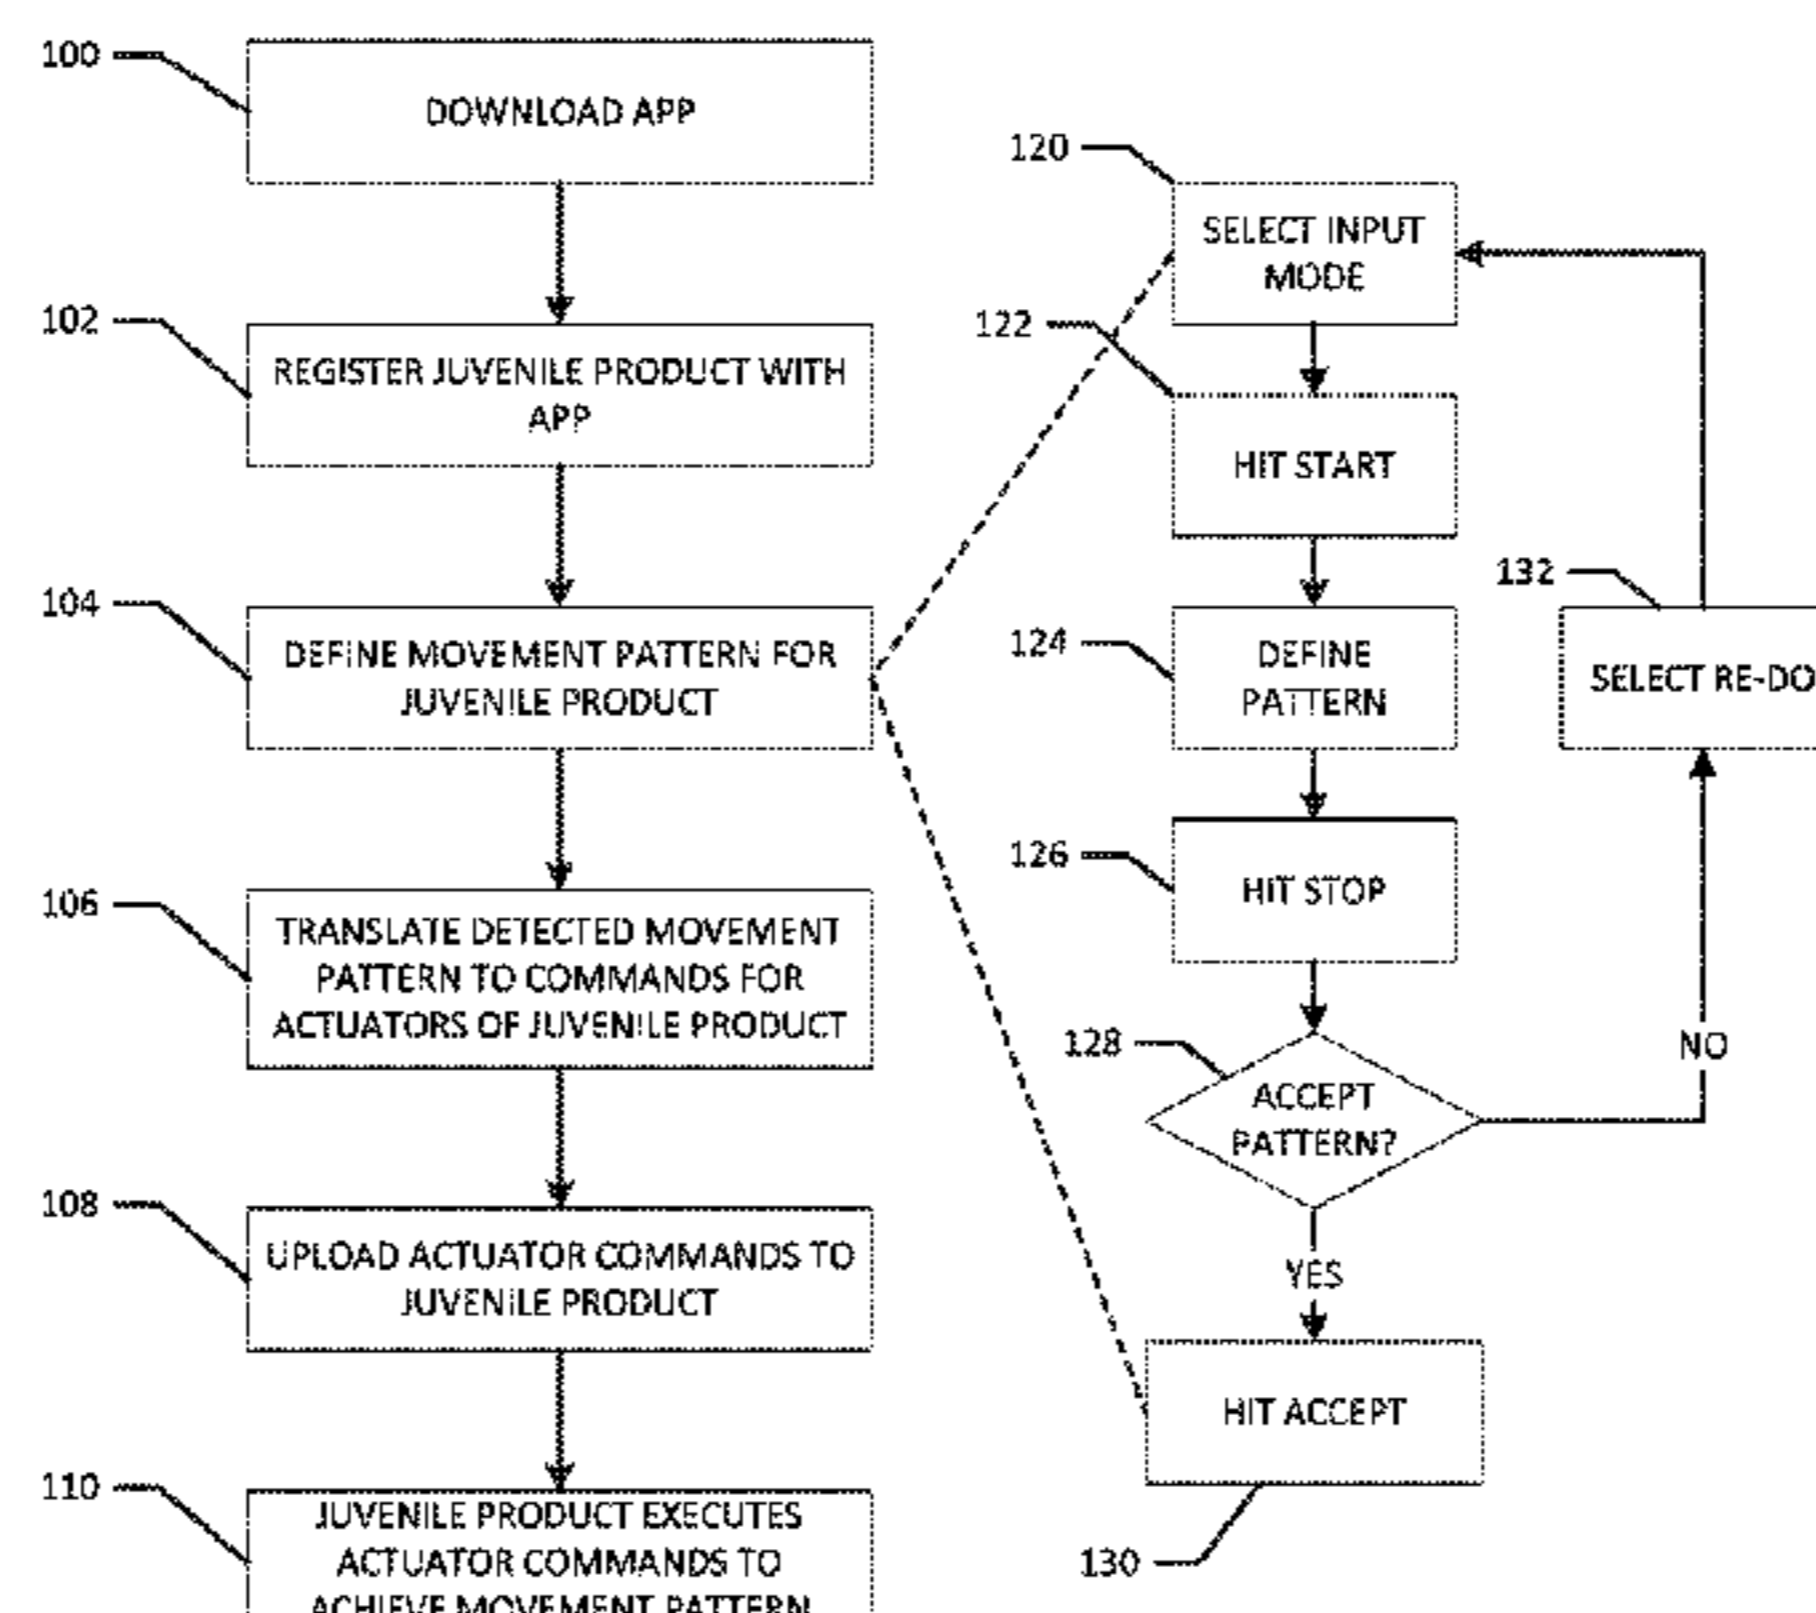 100
DOWNLOAD APP
102
REGISTER JUVENILE PRODUCT WITH
APP
104
DEFINE MOVEMENT PATTERN FOR
JUVENILE PRODUCT
106
TRANSLATE DETECTED MOVEMENT
PATTERN TO COMMANDS FOR
ACTUATORS OF JUVENILE PRODUCT
108
UPLOAD ACTUATOR COMMANDS TO
JUVENILE PRODUCT
110
JUVENILE PRODUCT EXECUTES
ACTUATOR COMMANDS TO
ACHIEVE MOVEMENT PATTERN
120
SELECT INPUT
MODE
122
HIT START
124
DEFINE
PATTERN
126
HIT STOP
128
ACCEPT
PATTERN?
YES
HIT ACCEPT
130
NO
132
SELECT RE-DO